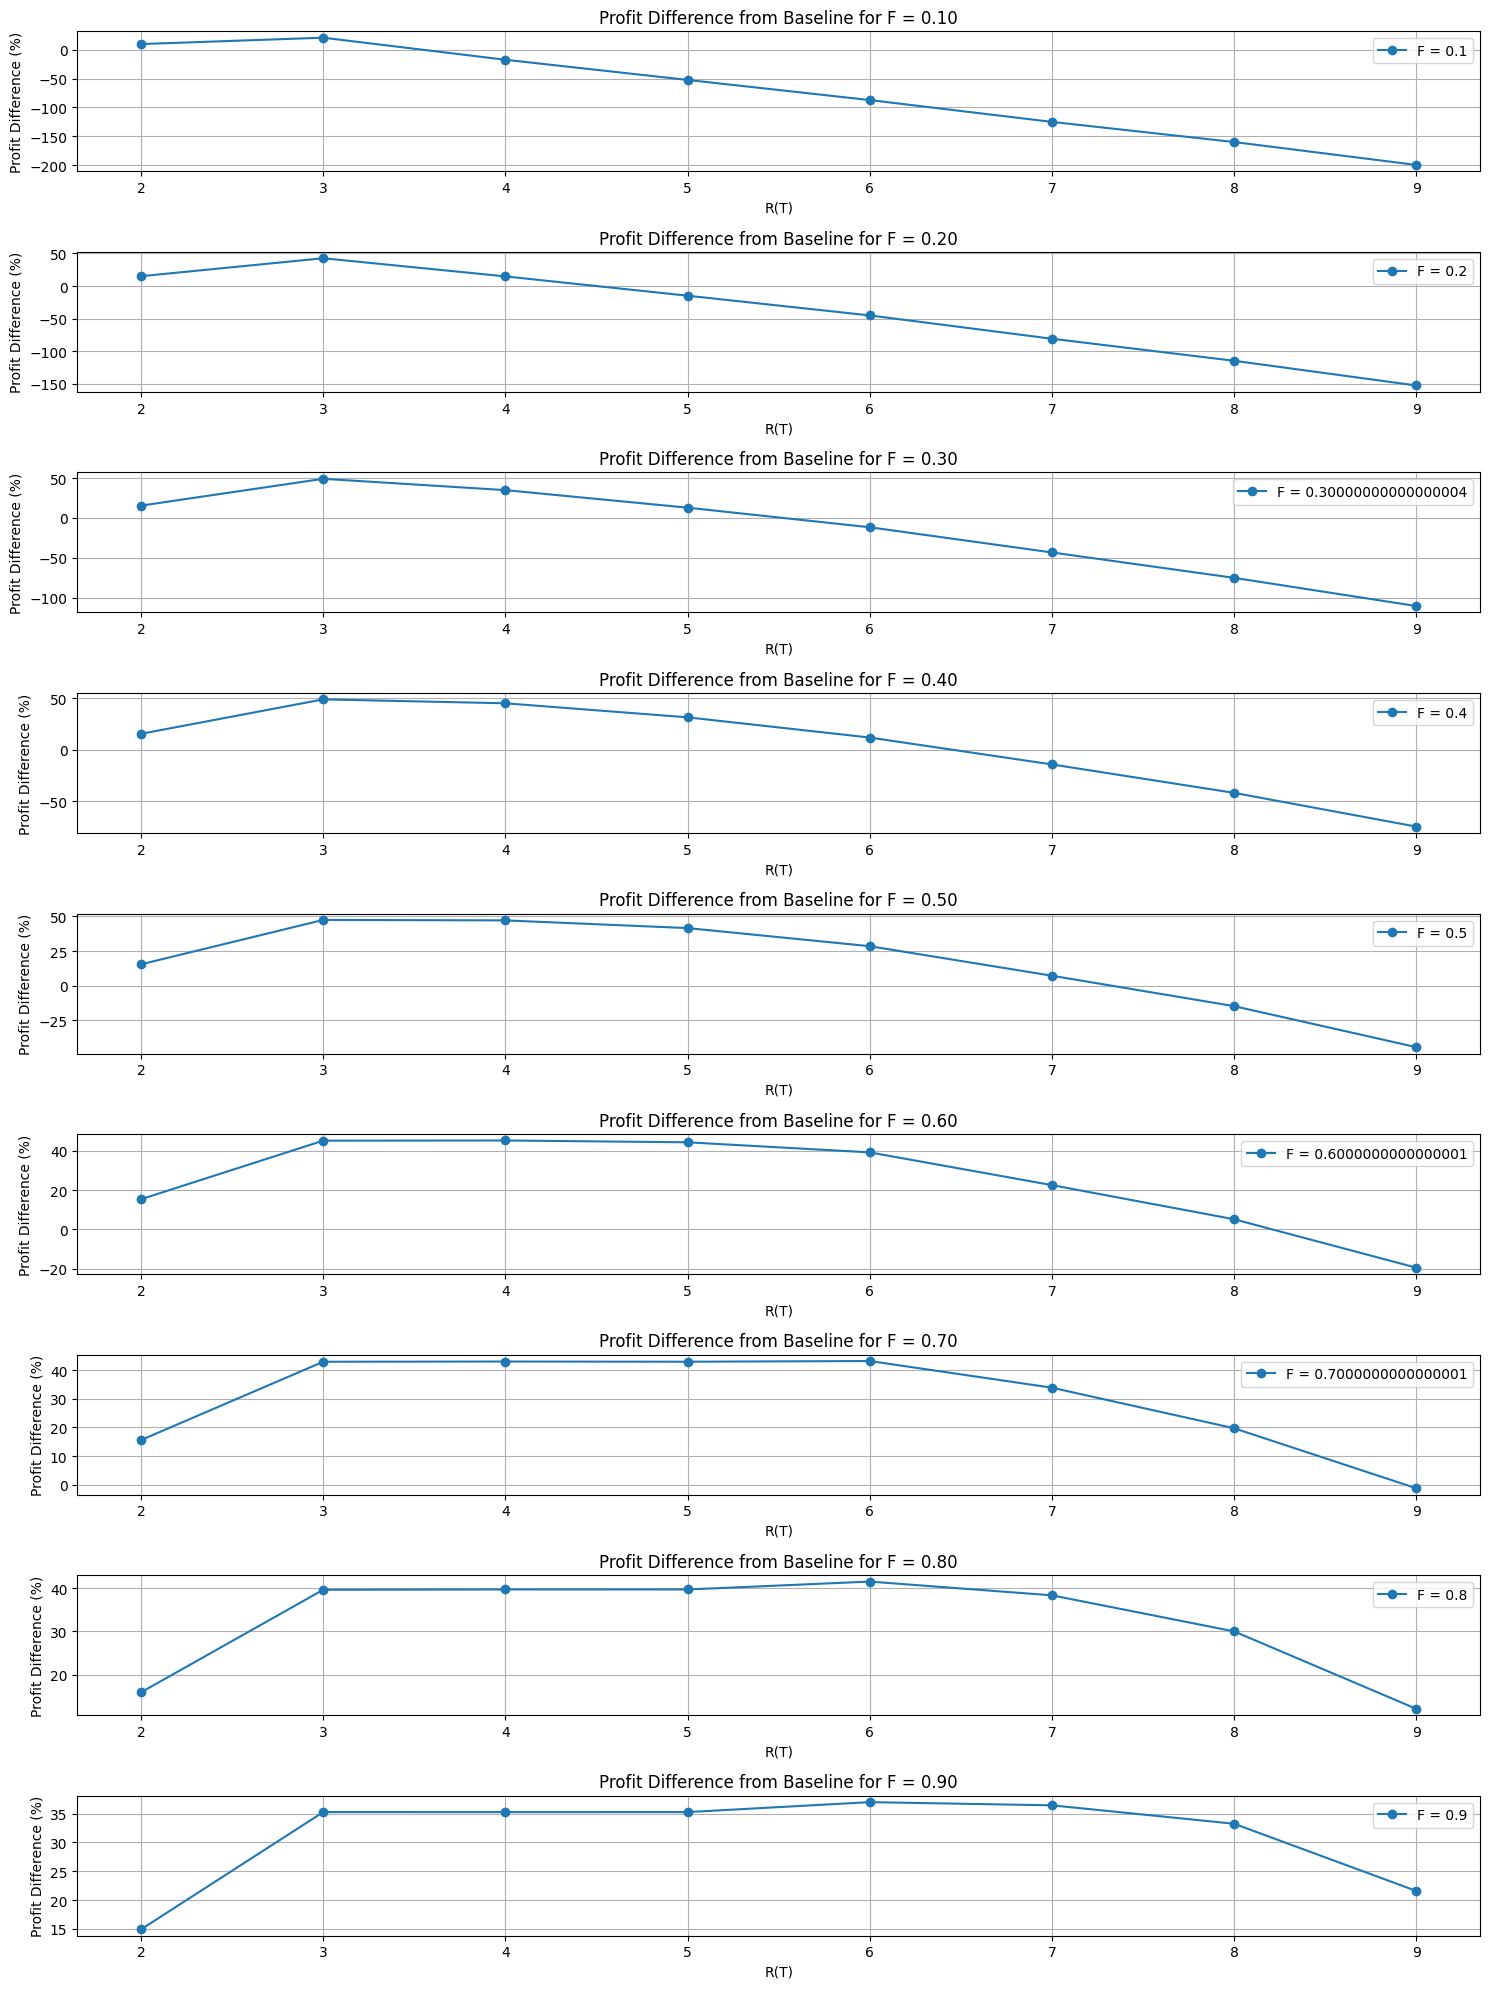 Profit Difference from Baseline for F = 0.10
Profit Difference (%)
0
−50
−100
−150
−200
F = 0.1
2 3 4 5 6 7 8 9
R(T)
Profit Difference from Baseline for F = 0.20
Profit Difference (%)
50
0
−50
−100
−150
F = 0.2
2 3 4 5 6 7 8 9
R(T)
Profit Difference from Baseline for F = 0.30
Profit Difference (%)
50
0
−50
−100
F = 0.30000000000000004
2 3 4 5 6 7 8 9
R(T)
Profit Difference from Baseline for F = 0.40
Profit Difference (%)
50
0
−50
F = 0.4
2 3 4 5 6 7 8 9
R(T)
Profit Difference from Baseline for F = 0.50
Profit Difference (%)
50
25
0
−25
F = 0.5
2 3 4 5 6 7 8 9
R(T)
Profit Difference from Baseline for F = 0.60
Profit Difference (%)
40
20
0
−20
F = 0.6000000000000001
2 3 4 5 6 7 8 9
R(T)
Profit Difference from Baseline for F = 0.70
Profit Difference (%)
40
30
20
10
0
F = 0.7000000000000001
2 3 4 5 6 7 8 9
R(T)
Profit Difference from Baseline for F = 0.80
Profit Difference (%)
40
30
20
F = 0.8
2 3 4 5 6 7 8 9
R(T)
Profit Difference from Baseline for F = 0.90
Profit Difference (%)
35
30
25
20
15
F = 0.9
2 3 4 5 6 7 8 9
R(T)